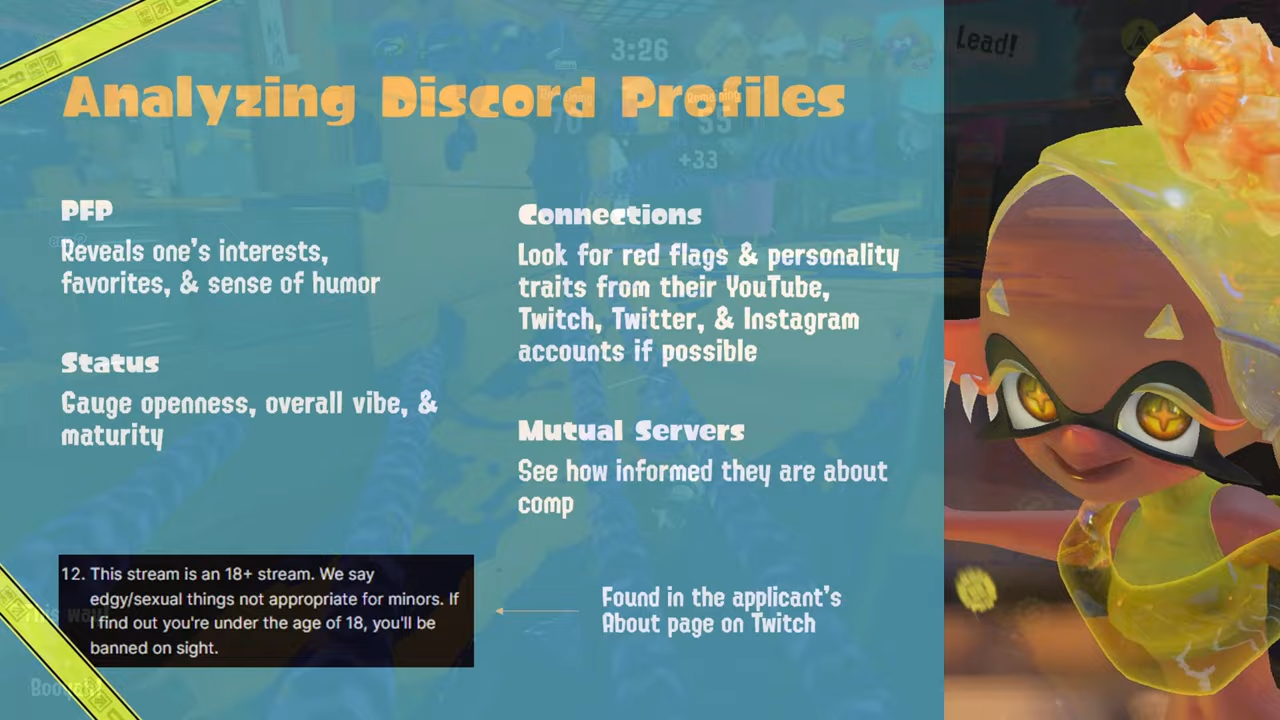 Lead!
3:26
Analyzing Discord Profiles
+33
PFP
Reveals one's interests,
favorites, & sense of humor
Status
Gauge openness, overall vibe, &
maturity
Connections
Look for red flags & personality
traits from their YouTube,
Twitch, Twitter, & Instagram
accounts if possible
Mutual Servers
See how informed they are about
comp
12. This stream is an 18+ stream. We say
edgy/sexual things not appropriate for minors. If
I find out you're under the age of 18, you'll be
banned on sight.
Found in the applicant's
About page on Twitch
This way!
Booyah!